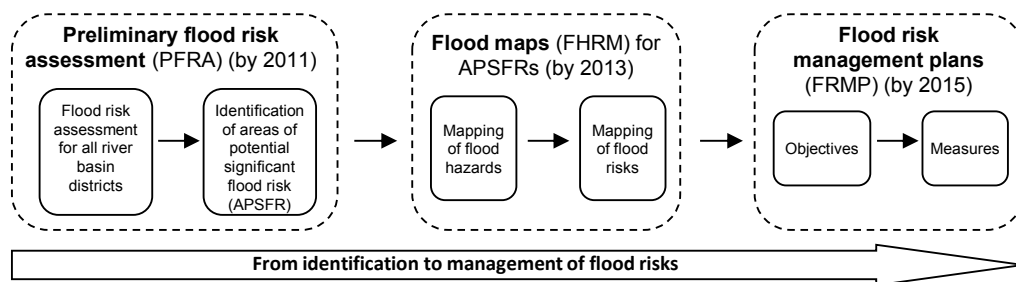 Preliminary flood risk
assessment (PFRA) (by 2011)
Flood risk
assessment
for all river
basin
districts
Identification
of areas of
potential
significant
flood risk
(APSFR)
Flood maps (FHRM) for
APSFRs (by 2013)
Mapping
of flood
hazards
Mapping
of flood
risks
Flood risk
management plans
(FRMP) (by 2015)
Objectives
Measures
From identification to management of flood risks